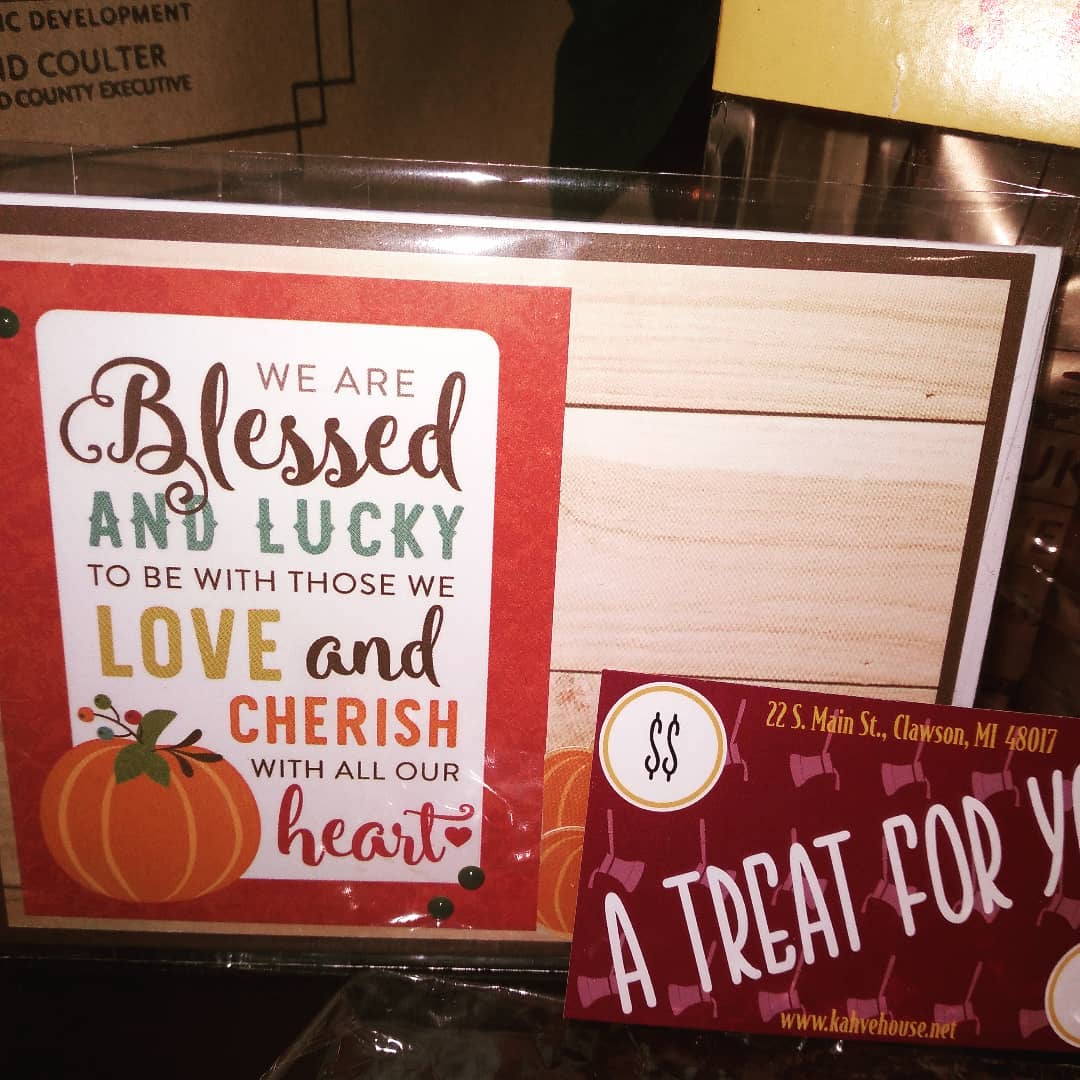 IC DEVELOPMENT
COULTER
COUNTY EXECUTIVE
WE ARE
Blessed
AND LUCKY
TO BE WITH THOSE WE
LOVE and
CHERISH
WITH ALL OUR
heart
$$
22 S. Main St., Clawson, MI 48017
A TREAT FOR
www.kahvehouse.net